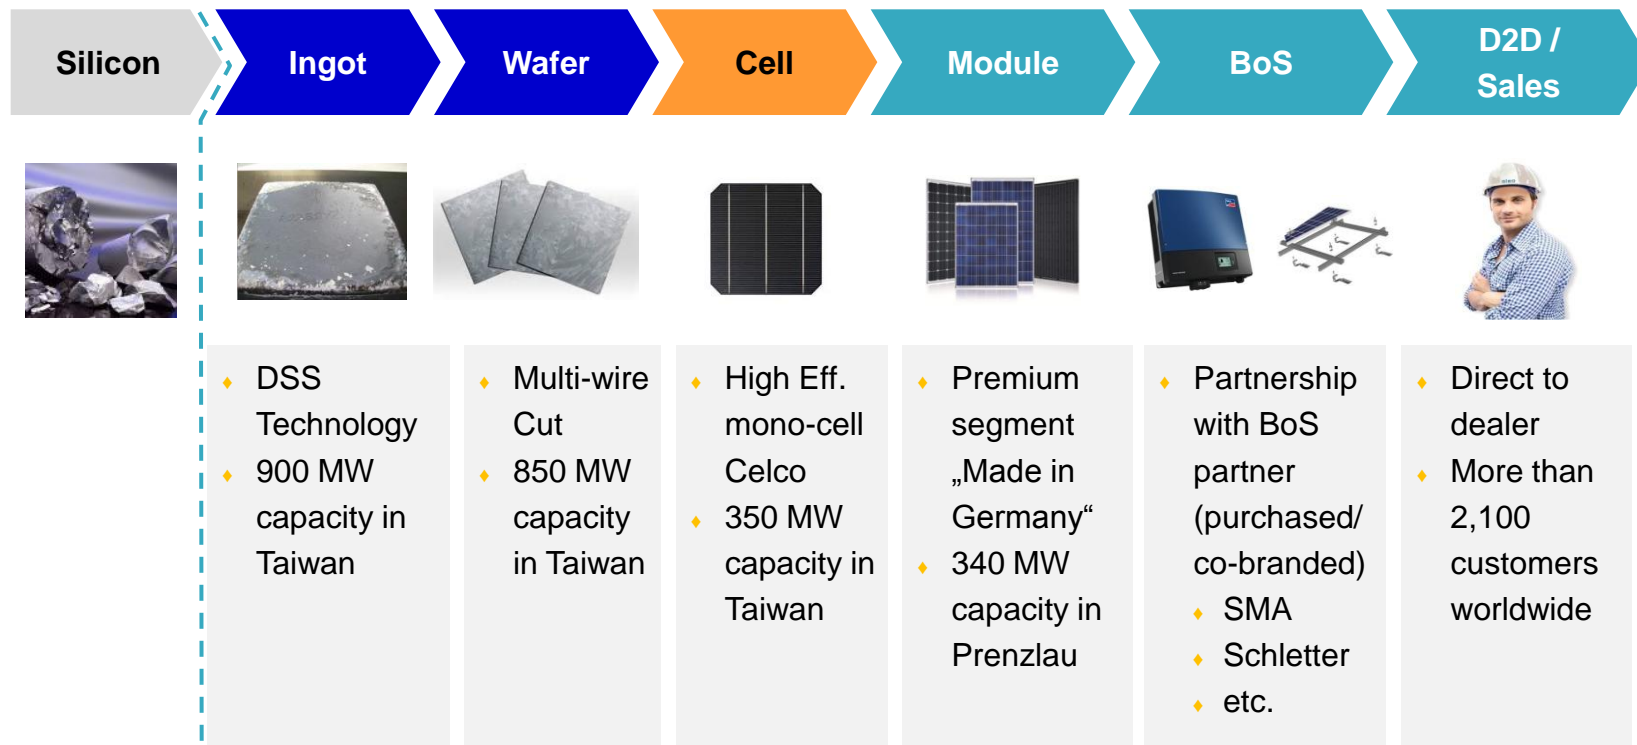 Silicon
Ingot
Wafer
Cell
Module
BoS
D2D /
Sales
DSS
Technology
900 MW
capacity in
Taiwan
Multi-wire
Cut
850 MW
capacity
in Taiwan
High Eff.
mono-cell
Celco
350 MW
capacity in
Taiwan
Premium
segment
„Made in
Germany“
340 MW
capacity in
Prenzlau
Partnership
with BoS
partner
(purchased/
co-branded)
SMA
Schletter
etc.
Direct to
dealer
More than
2,100
customers
worldwide